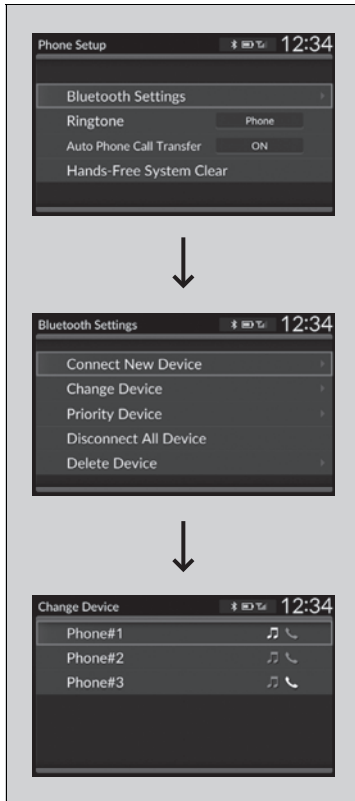 Phone Setup 12:34
Bluetooth Settings
Ringtone Phone
Auto Phone Call Transfer ON
Hands-Free System Clear
Bluetooth Settings 12:34
Connect New Device
Change Device
Priority Device
Disconnect All Device
Delete Device
Change Device 12:34
Phone#1
Phone#2
Phone#3